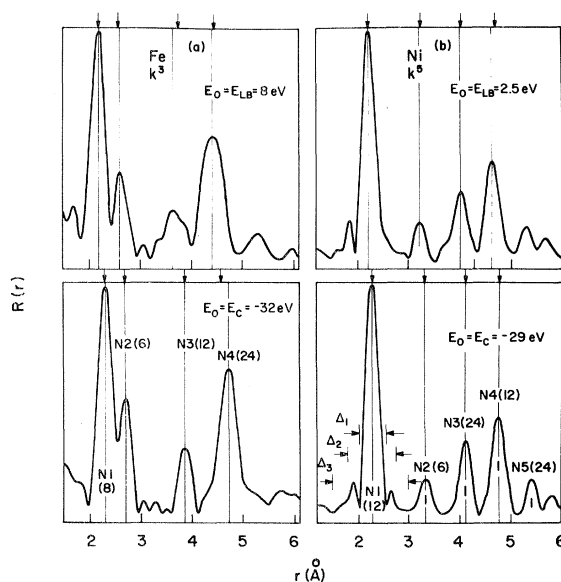 Fe (a)
k³
E₀=E_LB=8 eV
Ni (b)
k⁵
E₀=E_LB=2.5 eV
R(r)
E₀=E_C=-32 eV
N2(6)
N3(12)
N4(24)
N1
(8)
E₀=E_C=-29 eV
N4(12)
N3(24)
Δ₁
Δ₂
Δ₃
N2(6)
N5(24)
N1
(12)
2 3 4 5 6
2 3 4 5 6
r(Å)